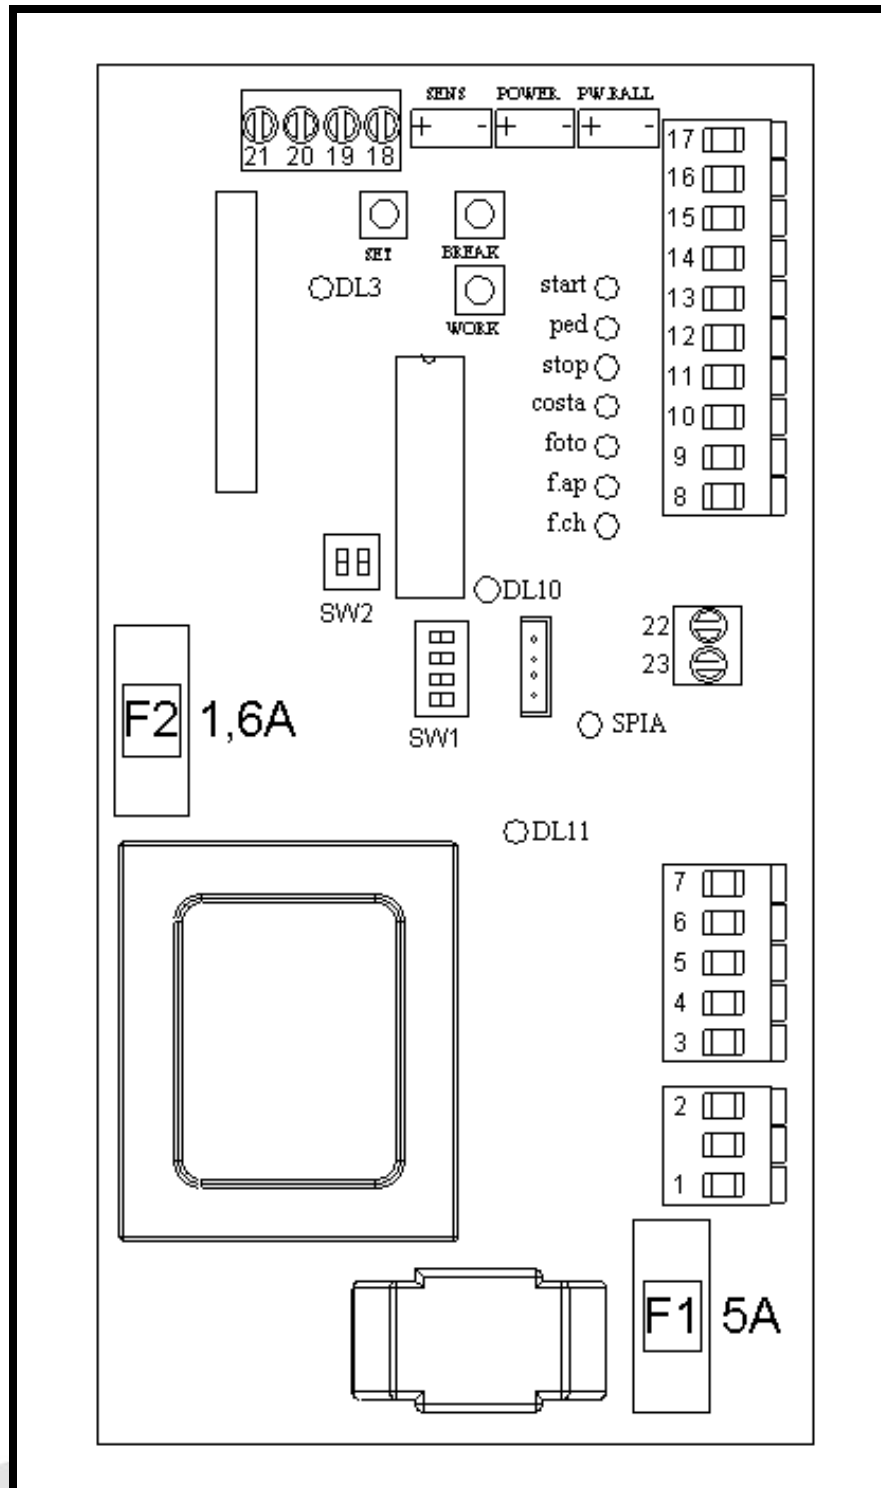 SENS POWER PW.BALL
+ - + - + -
21 20 19 18
17
16
15
14
13
12
11
10
9
8
SET
BREAK
WORK
DL3
start
ped
stop
costa
foto
f.ap
f.ch
SW2
DL10
SW1
22
23
SPIA
F2 1,6A
DL11
7
6
5
4
3
2
1
F1 5A